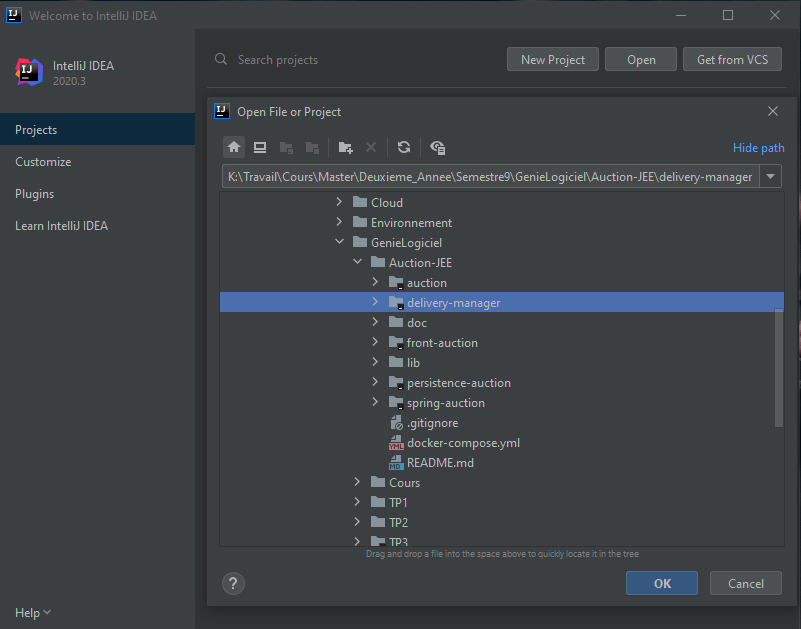 Welcome to IntelliJ IDEA
IntelliJ IDEA
2020.3
Search projects
New Project
Open
Get from VCS
Projects
Customize
Plugins
Learn IntelliJ IDEA
Help
Open File or Project
Hide path
K:\Travail\Cours\Master\Deuxieme_Annee\Semestre9\GenieLogiciel\Auction-JEE\delivery-manager
Cloud
Environnement
GenieLogiciel
Auction-JEE
auction
delivery-manager
doc
front-auction
lib
persistence-auction
spring-auction
.gitignore
docker-compose.yml
README.md
Cours
TP1
TP2
TP3
Drag and drop a file into the space above to quickly locate it in the tree
?
OK
Cancel